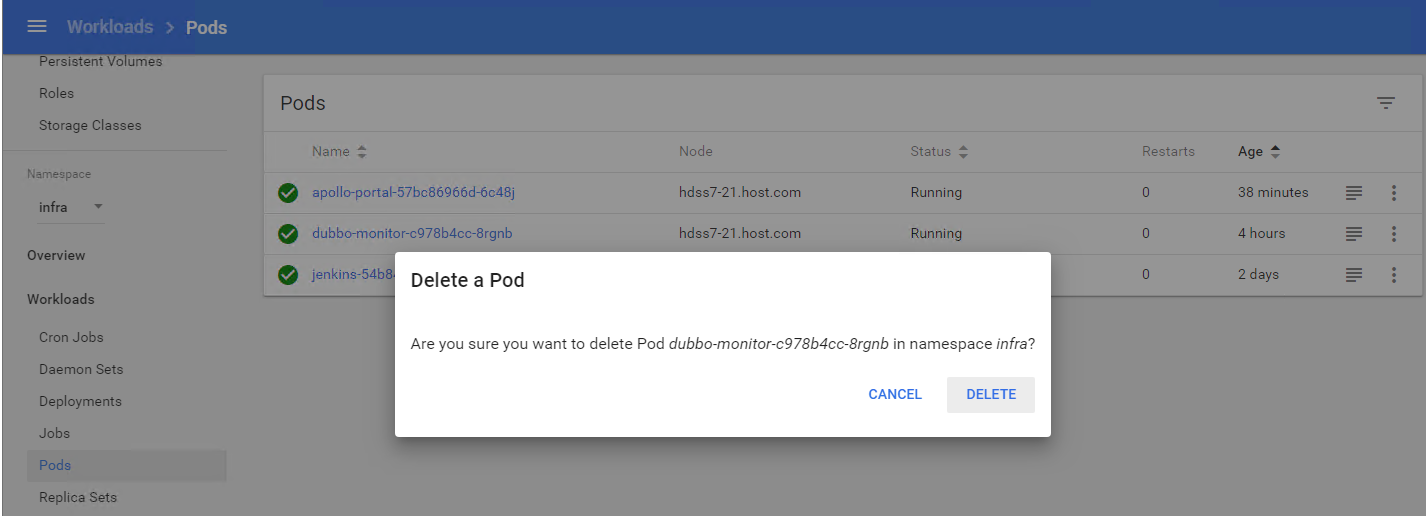 Workloads > Pods
Persistent Volumes
Roles
Storage Classes
Namespace
infra
Overview
Workloads
Cron Jobs
Daemon Sets
Deployments
Jobs
Pods
Replica Sets
Pods
Name Node Status Restarts Age
apollo-portal-57bc86966d-6c48j hdss7-21.host.com Running 0 38 minutes
dubbo-monitor-c978b4cc-8rgnb hdss7-21.host.com Running 0 4 hours
0 2 days
Delete a Pod
Are you sure you want to delete Pod dubbo-monitor-c978b4cc-8rgnb in namespace infra?
CANCEL DELETE